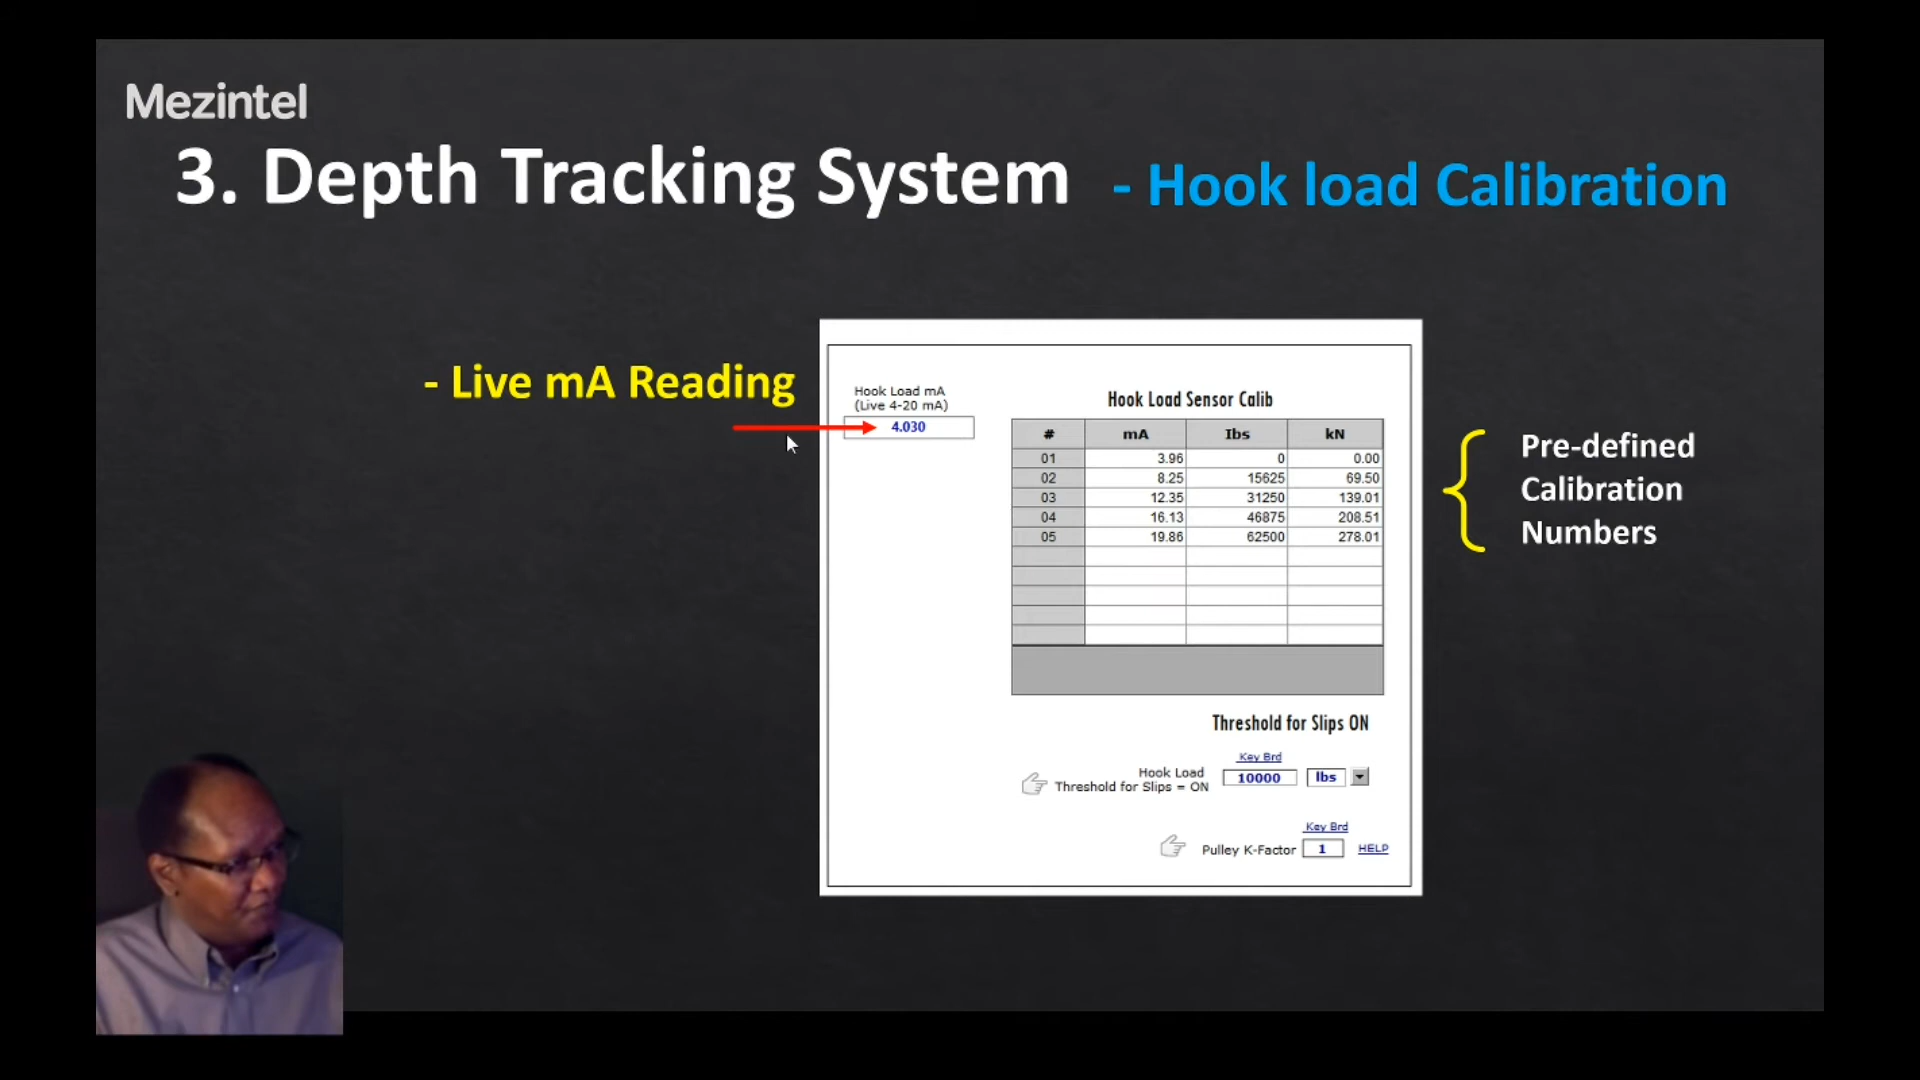 Mezintel
3. Depth Tracking System - Hook load Calibration
- Live mA Reading
Hook Load mA
(Live 4-20 mA)
4.030
Hook Load Sensor Calib
# mA Ibs kN
01 3.96 0 0.00
02 8.25 15625 69.50
03 12.35 31250 139.01
04 16.13 46875 208.51
05 19.86 62500 278.01
Pre-defined
Calibration
Numbers
Threshold for Slips ON
Key Brd
Hook Load
Threshold for Slips = ON 10000 lbs
Key Brd
Pulley K-Factor 1 HELP